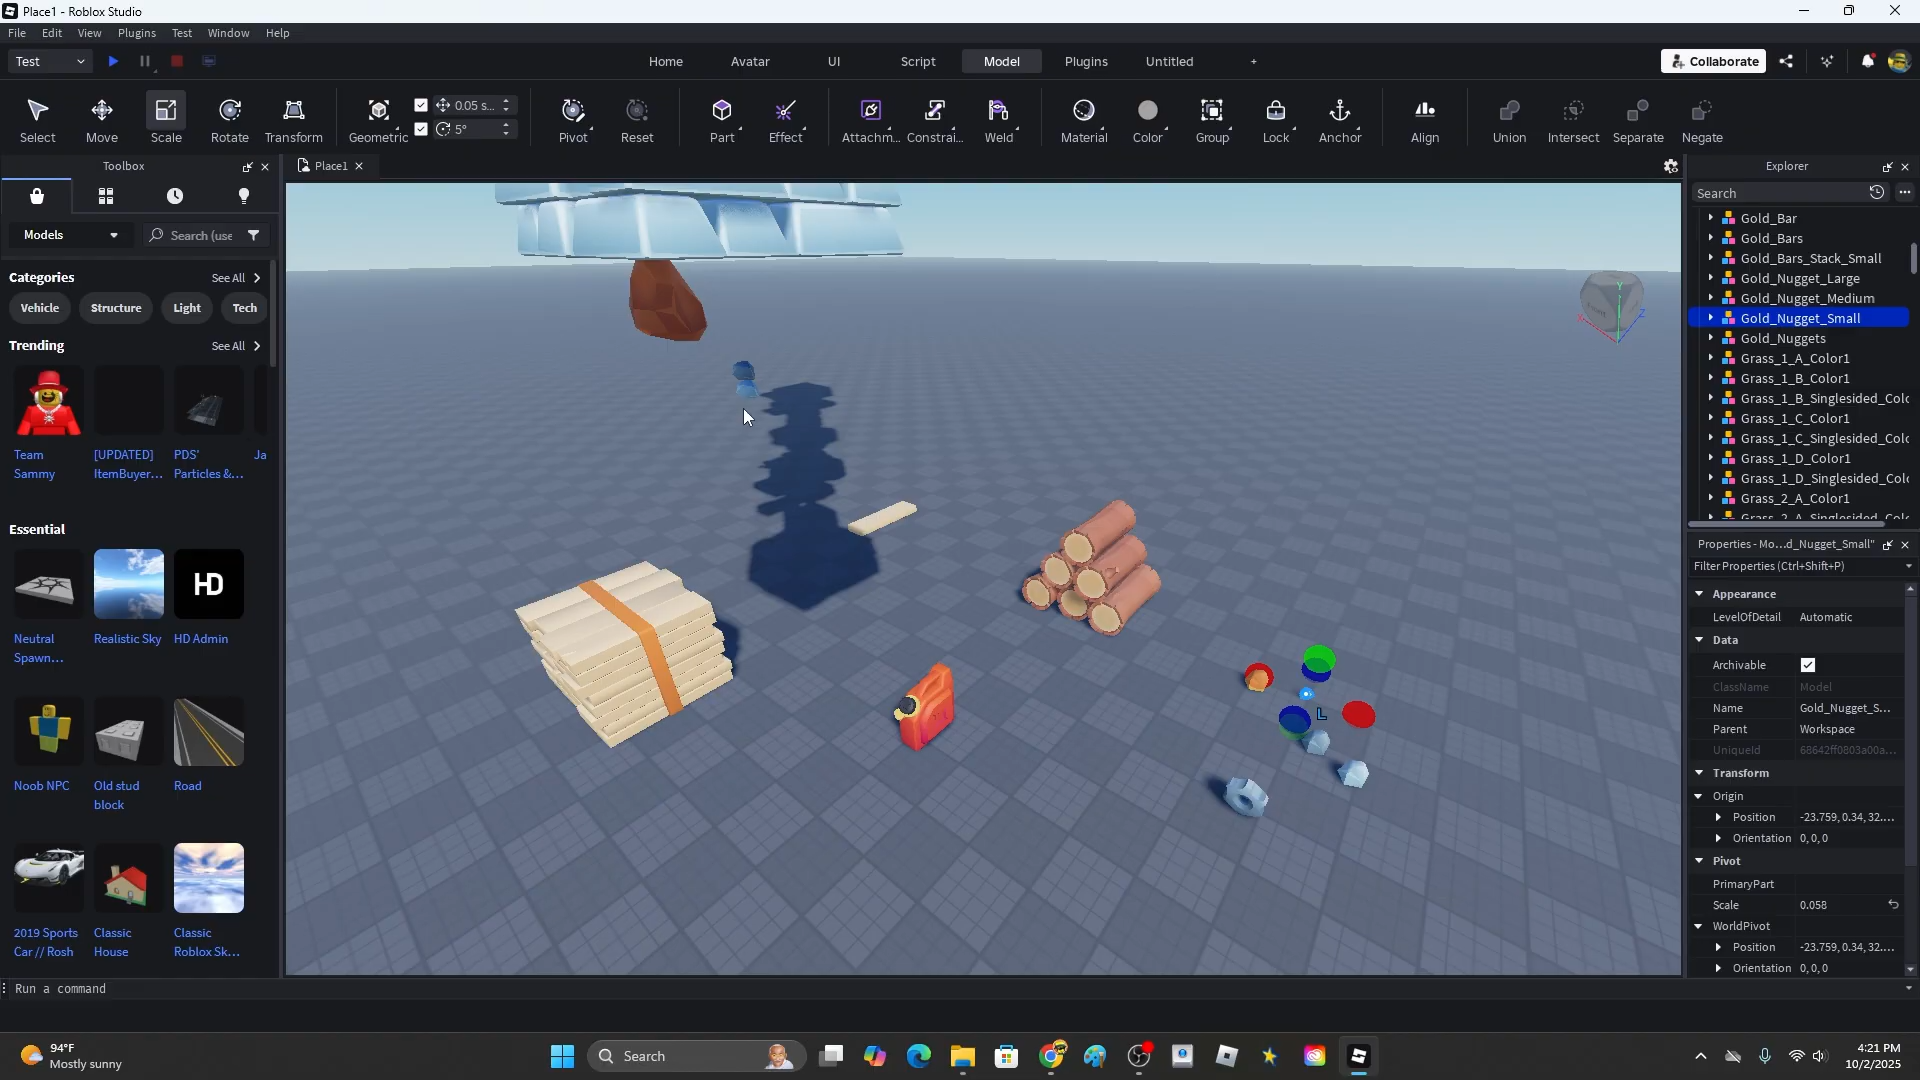 Place1 - Roblox Studio
File Edit View Plugins Test Window Help
Test
Home Avatar UI Script Model Plugins Untitled +
Collaborate
Select Move Scale Rotate Transform Geometric 0.05 s... 5° Pivot Reset Part Effect Attachm... Constrai... Weld Material Color Group Lock Anchor Align Union Intersect Separate Negate
Toolbox
Place1
Explorer
Models
Search (use
Categories
See All
Vehicle Structure Light Tech
Trending
See All
Team Sammy
[UPDATED] ItemBuyer...
PDS' Particles &...
Ja
Essential
Neutral Spawn...
Realistic Sky
HD Admin
Noob NPC
Old stud block
Road
2019 Sports Car // Rosh
Classic House
Classic Roblox Sk...
L
Search
Gold_Bar
Gold_Bars
Gold_Bars_Stack_Small
Gold_Nugget_Large
Gold_Nugget_Medium
Gold_Nugget_Small
Gold_Nuggets
Grass_1_A_Color1
Grass_1_B_Color1
Grass_1_B_Singlesided_Colo
Grass_1_C_Color1
Grass_1_C_Singlesided_Colo
Grass_1_D_Color1
Grass_1_D_Singlesided_Colo
Grass_2_A_Color1
Grass_2_A_Singlesided_Colo
Properties - Mo...d_Nugget_Small"
Filter Properties (Ctrl+Shift+P)
Appearance
LevelOfDetail Automatic
Data
Archivable
ClassName Model
Name Gold_Nugget_S...
Parent Workspace
UniqueId 68642ff0803a00a...
Transform
Origin
Position -23.759, 0.34, 32....
Orientation 0, 0, 0
Pivot
PrimaryPart
Scale 0.058
WorldPivot
Position -23.759, 0.34, 32....
Orientation 0, 0, 0
Run a command
94°F
Mostly sunny
Search
4:21 PM
10/2/2025